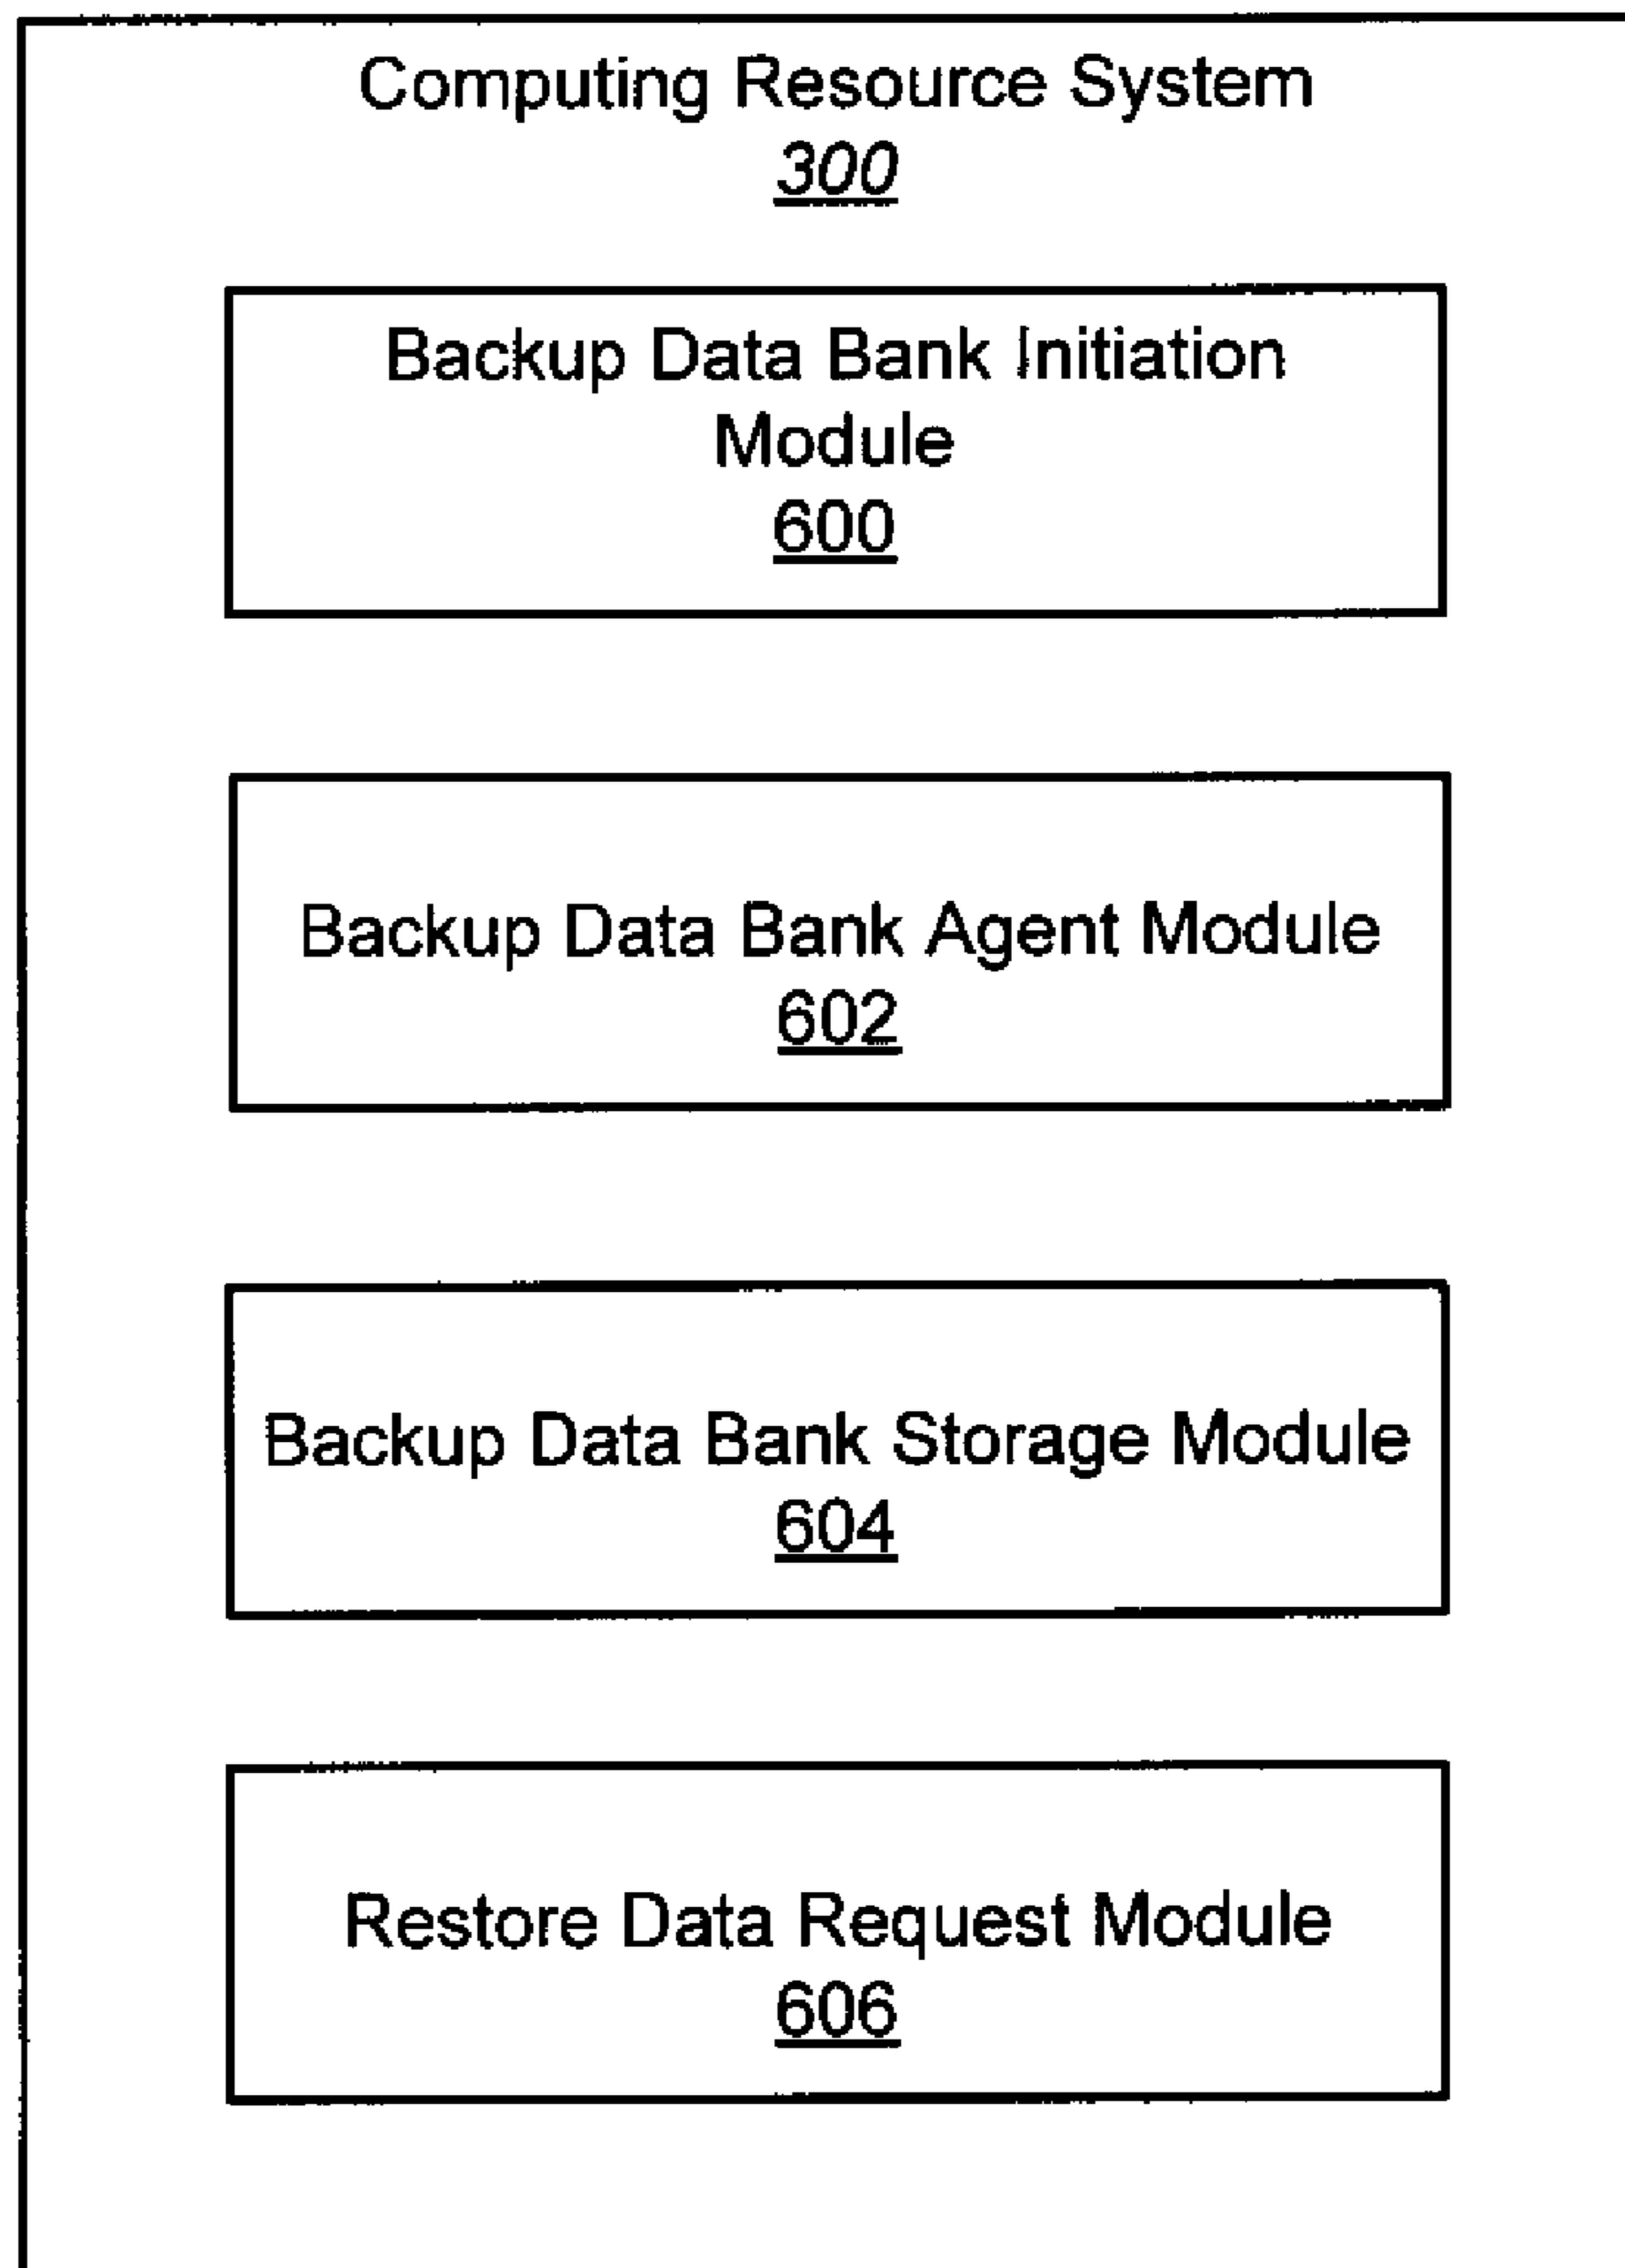 Computing Resource System
300
Backup Data Bank Initiation
Module
600
Backup Data Bank Agent Module
602
Backup Data Bank Storage Module
604
Restore Data Request Module
606